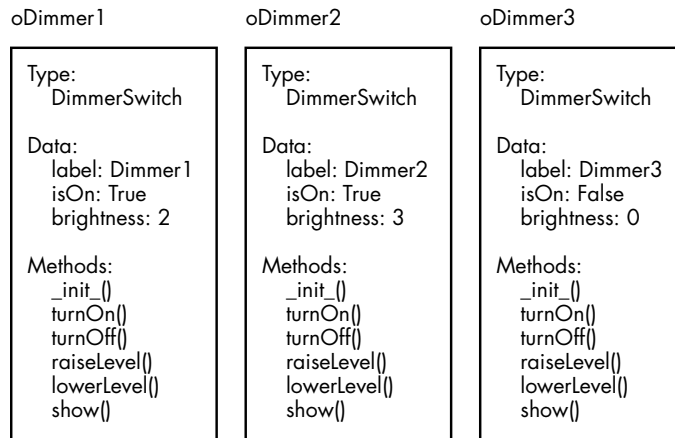 oDimmer1
Type:
DimmerSwitch
Data:
label: Dimmer1
isOn: True
brightness: 2
Methods:
_init_()
turnOn()
turnOff()
raiseLevel()
lowerLevel()
show()
oDimmer2
Type:
DimmerSwitch
Data:
label: Dimmer2
isOn: True
brightness: 3
Methods:
_init_()
turnOn()
turnOff()
raiseLevel()
lowerLevel()
show()
oDimmer3
Type:
DimmerSwitch
Data:
label: Dimmer3
isOn: False
brightness: 0
Methods:
_init_()
turnOn()
turnOff()
raiseLevel()
lowerLevel()
show()